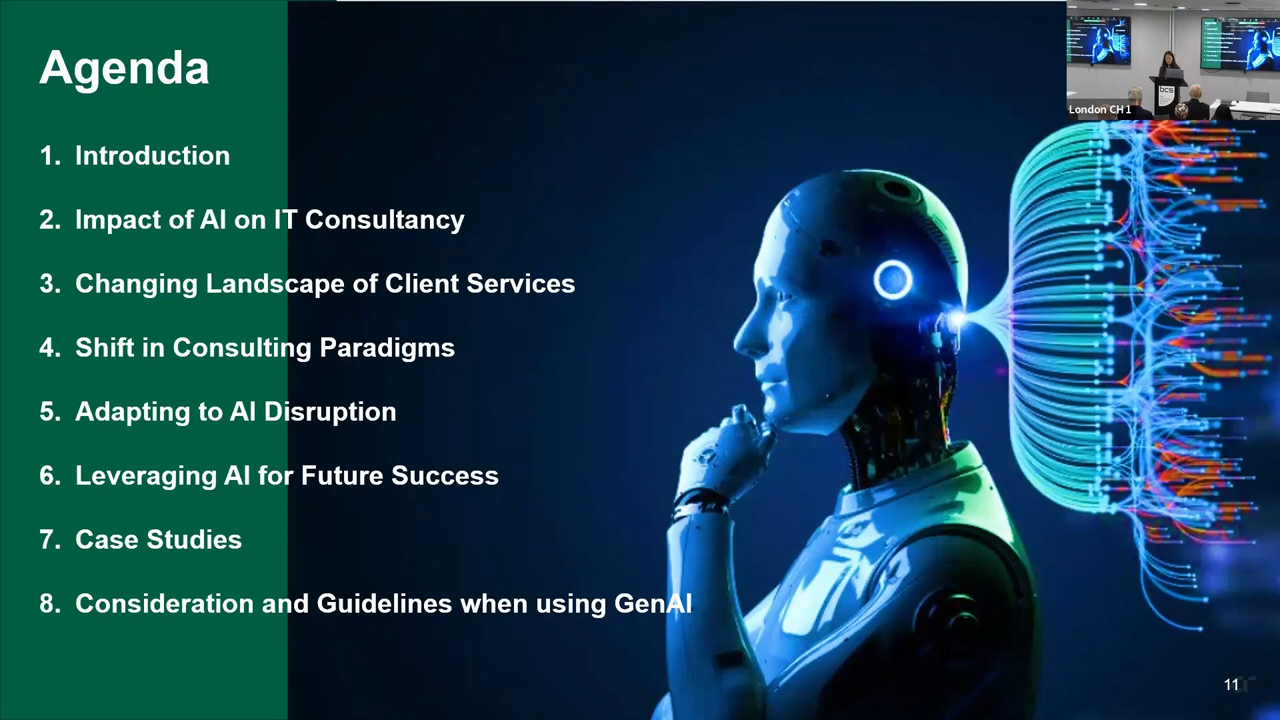 Agenda
1. Introduction
2. Impact of AI on IT Consultancy
3. Changing Landscape of Client Services
4. Shift in Consulting Paradigms
5. Adapting to AI Disruption
6. Leveraging AI for Future Success
7. Case Studies
8. Consideration and Guidelines when using GenAI
bcs
London CH 1
11